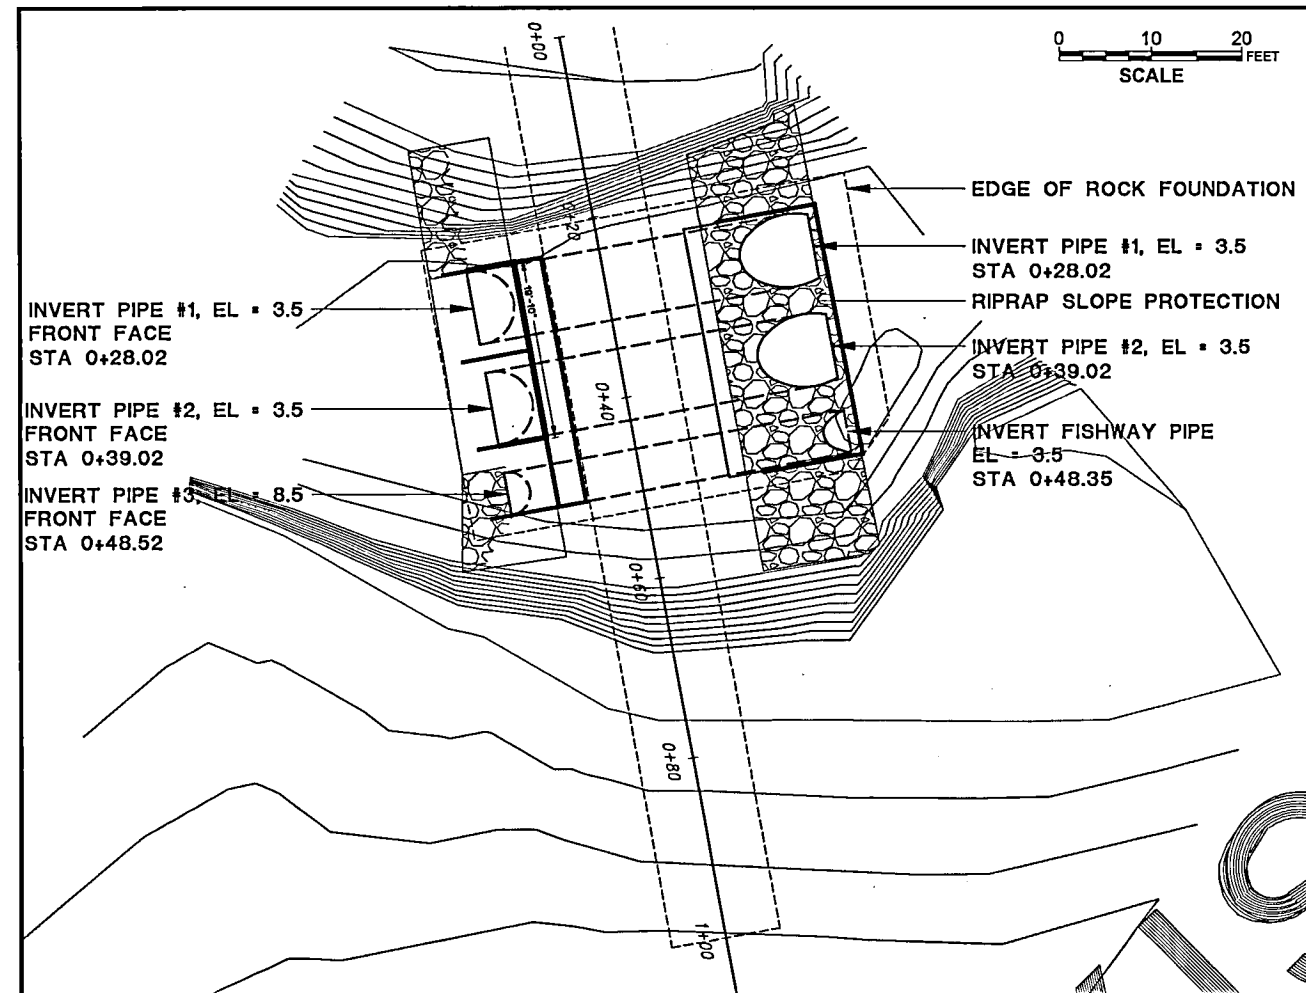 0 10 20
FEET
SCALE
0+00
0+20
0+40
0+60
0+80
1+00
19'-10"
INVERT PIPE #1, EL = 3.5
FRONT FACE
STA 0+28.02
INVERT PIPE #2, EL = 3.5
FRONT FACE
STA 0+39.02
INVERT PIPE #3, EL = 8.5
FRONT FACE
STA 0+48.52
EDGE OF ROCK FOUNDATION
INVERT PIPE #1, EL = 3.5
STA 0+28.02
RIPRAP SLOPE PROTECTION
INVERT PIPE #2, EL = 3.5
STA 0+39.02
INVERT FISHWAY PIPE
EL = 3.5
STA 0+48.35